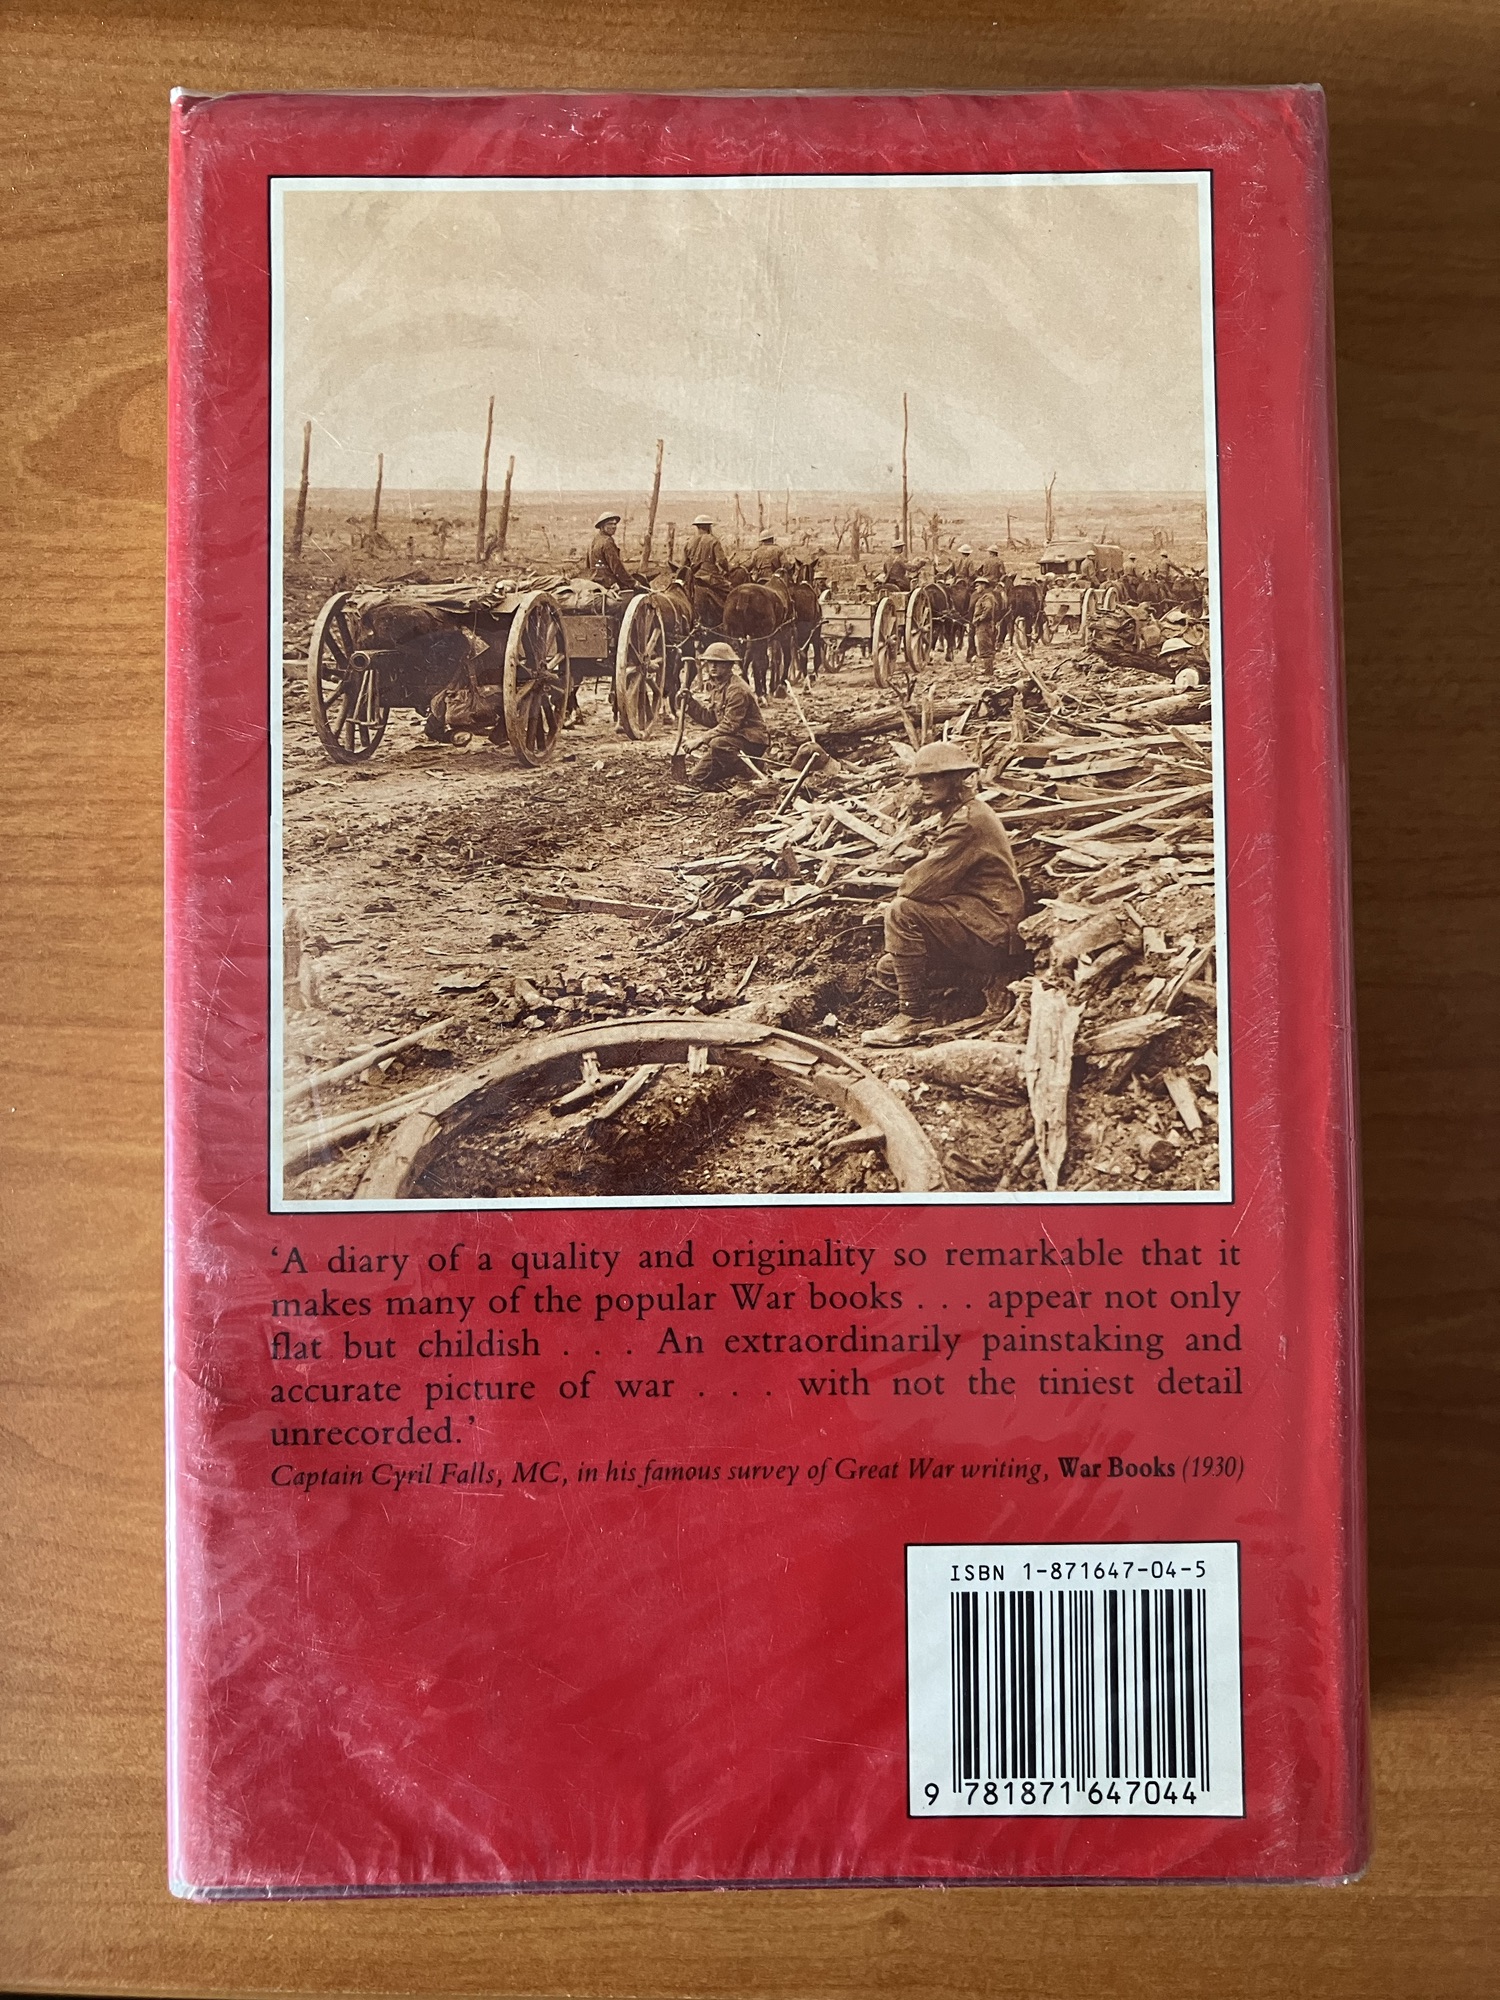 ‘A diary of a quality and originality so remarkable that it
makes many of the popular War books . . . appear not only
flat but childish . . . An extraordinarily painstaking and
accurate picture of war . . . with not the tiniest detail
unrecorded.’
Captain Cyril Falls, MC, in his famous survey of Great War writing, War Books (1930)
ISBN 1-871647-04-5
9 781871 647044